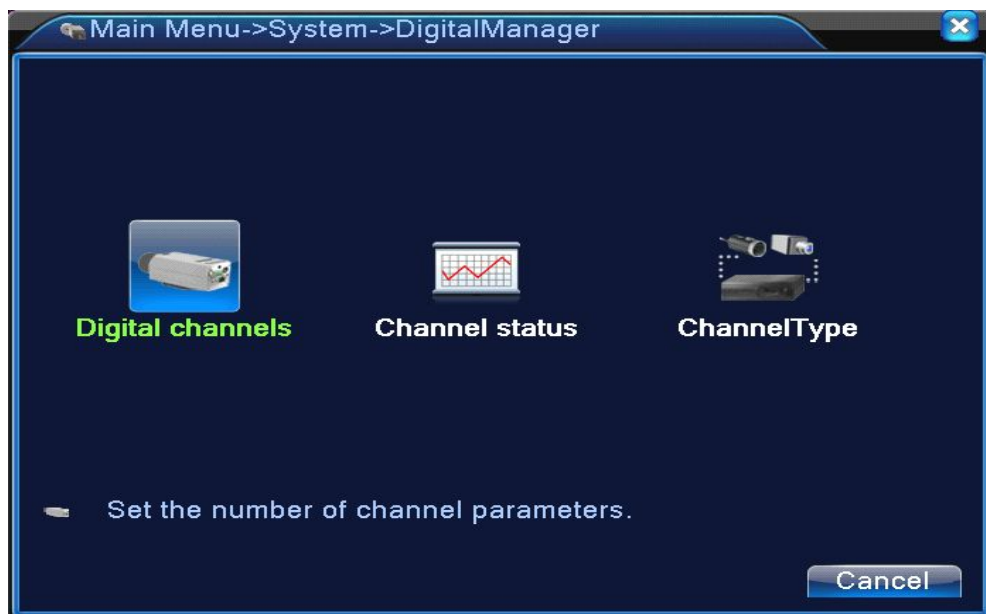 Main Menu->System->DigitalManager
Digital channels
Channel status
ChannelType
Set the number of channel parameters.
Cancel